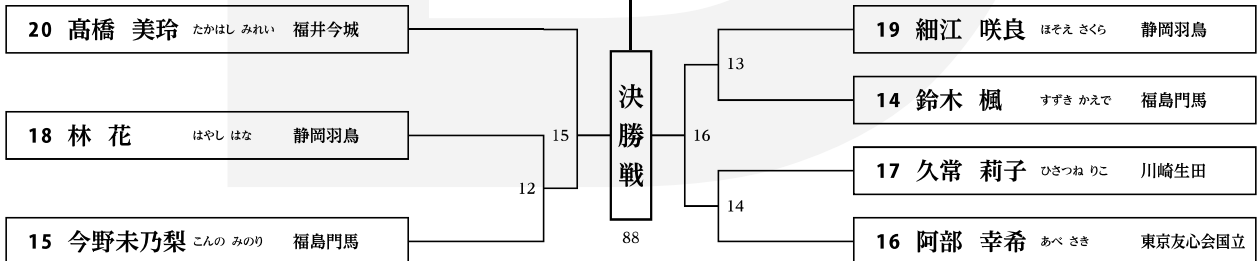 20 髙橋 美玲 たかはし みれい 福井今城
18 林 花 はやし はな 静岡羽鳥
15 今野未乃梨 こんの みのり 福島門馬
12
15
決勝戦
88
16
13
14
19 細江 咲良 ほそえ さくら 静岡羽鳥
14 鈴木 楓 すずき かえで 福島門馬
17 久常 莉子 ひさつね りこ 川崎生田
16 阿部 幸希 あべ さき 東京友心会国立